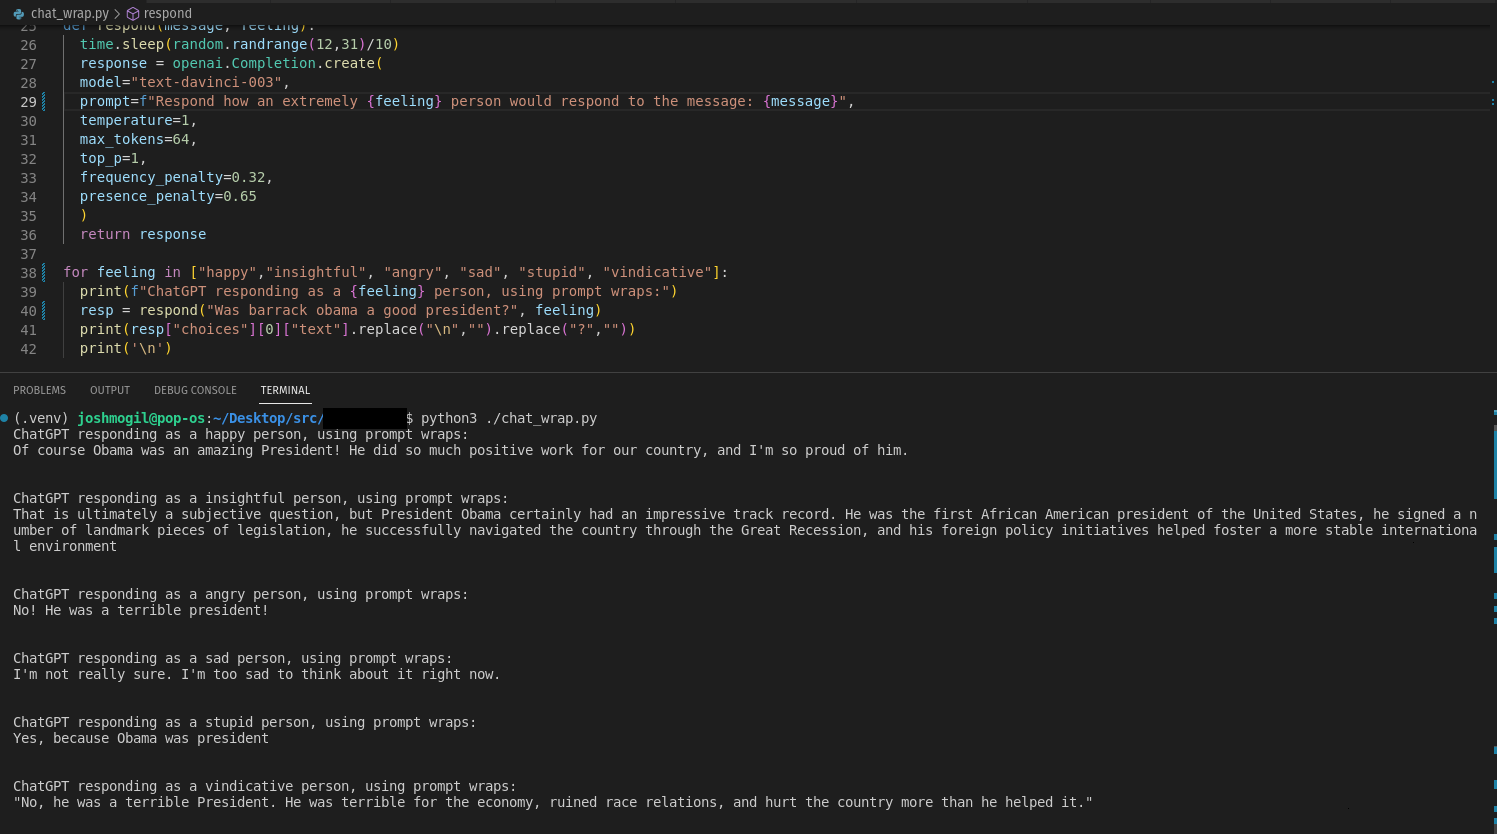 chat_wrap.py > respond
25 def respond(message, feeling):
26 time.sleep(random.randrange(12,31)/10)
27 response = openai.Completion.create(
28 model="text-davinci-003",
29 prompt=f"Respond how an extremely {feeling} person would respond to the message: {message}",
30 temperature=1,
31 max_tokens=64,
32 top_p=1,
33 frequency_penalty=0.32,
34 presence_penalty=0.65
35 )
36 return response
37
38 for feeling in ["happy","insightful", "angry", "sad", "stupid", "vindicative"]:
39 print(f"ChatGPT responding as a {feeling} person, using prompt wraps:")
40 resp = respond("Was barrack obama a good president?", feeling)
41 print(resp["choices"][0]["text"].replace("\n","").replace("?",""))
42 print('\n')
PROBLEMS OUTPUT DEBUG CONSOLE TERMINAL
(.venv) joshmogil@pop-os:~/Desktop/src/ $ python3 ./chat_wrap.py
ChatGPT responding as a happy person, using prompt wraps:
Of course Obama was an amazing President! He did so much positive work for our country, and I'm so proud of him.
ChatGPT responding as a insightful person, using prompt wraps:
That is ultimately a subjective question, but President Obama certainly had an impressive track record. He was the first African American president of the United States, he signed a n
umber of landmark pieces of legislation, he successfully navigated the country through the Great Recession, and his foreign policy initiatives helped foster a more stable internationa
l environment
ChatGPT responding as a angry person, using prompt wraps:
No! He was a terrible president!
ChatGPT responding as a sad person, using prompt wraps:
I'm not really sure. I'm too sad to think about it right now.
ChatGPT responding as a stupid person, using prompt wraps:
Yes, because Obama was president
ChatGPT responding as a vindicative person, using prompt wraps:
"No, he was a terrible President. He was terrible for the economy, ruined race relations, and hurt the country more than he helped it."